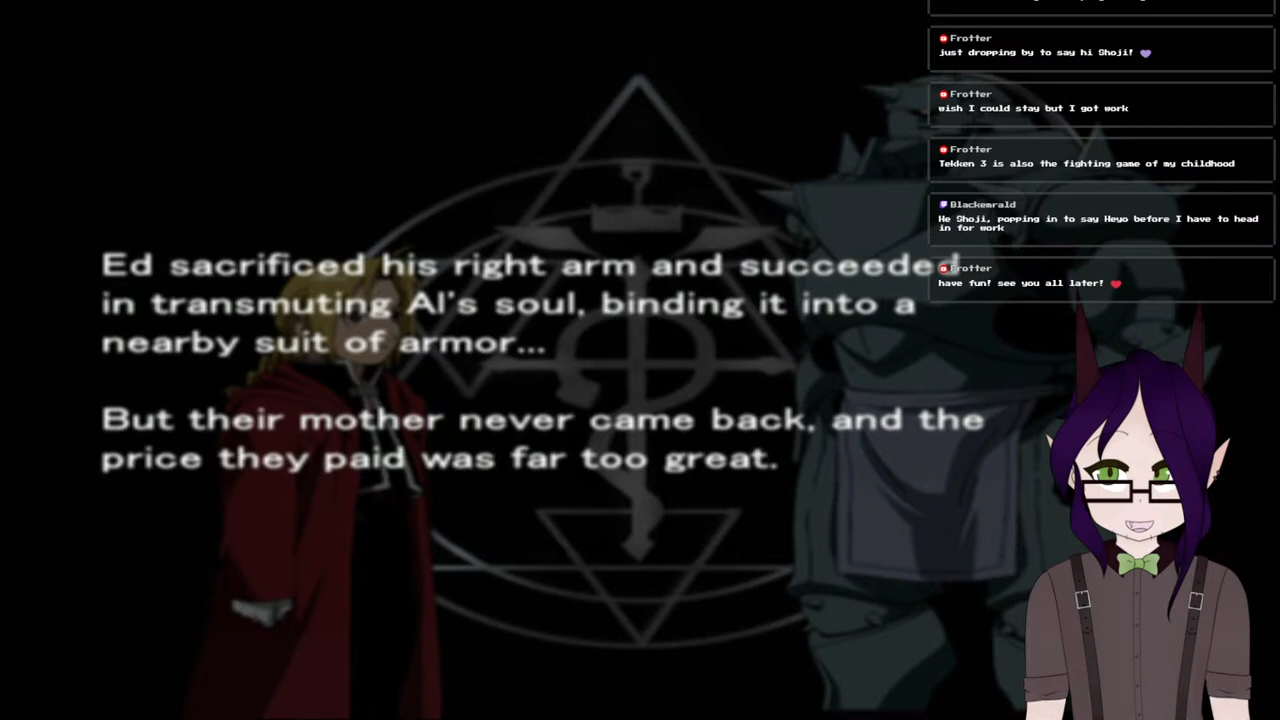 Ed sacrificed his right arm and succeeded
in transmuting Al's soul, binding it into a
nearby suit of armor...
But their mother never came back, and the
price they paid was far too great.
Frotter
just dropping by to say hi Shoji!
Frotter
wish I could stay but I got work
Frotter
Tekken 3 is also the fighting game of my childhood
Blackemrald
He Shoji, popping in to say Heyo before I have to head
in for work
Frotter
have fun! see you all later!